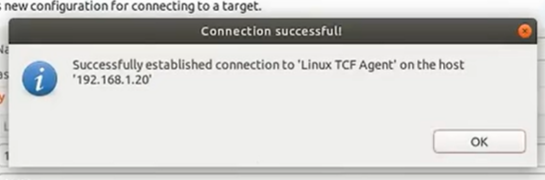 s new configuration for connecting to a target.
Connection successful!
Successfully established connection to 'Linux TCF Agent' on the host
'192.168.1.20'
OK